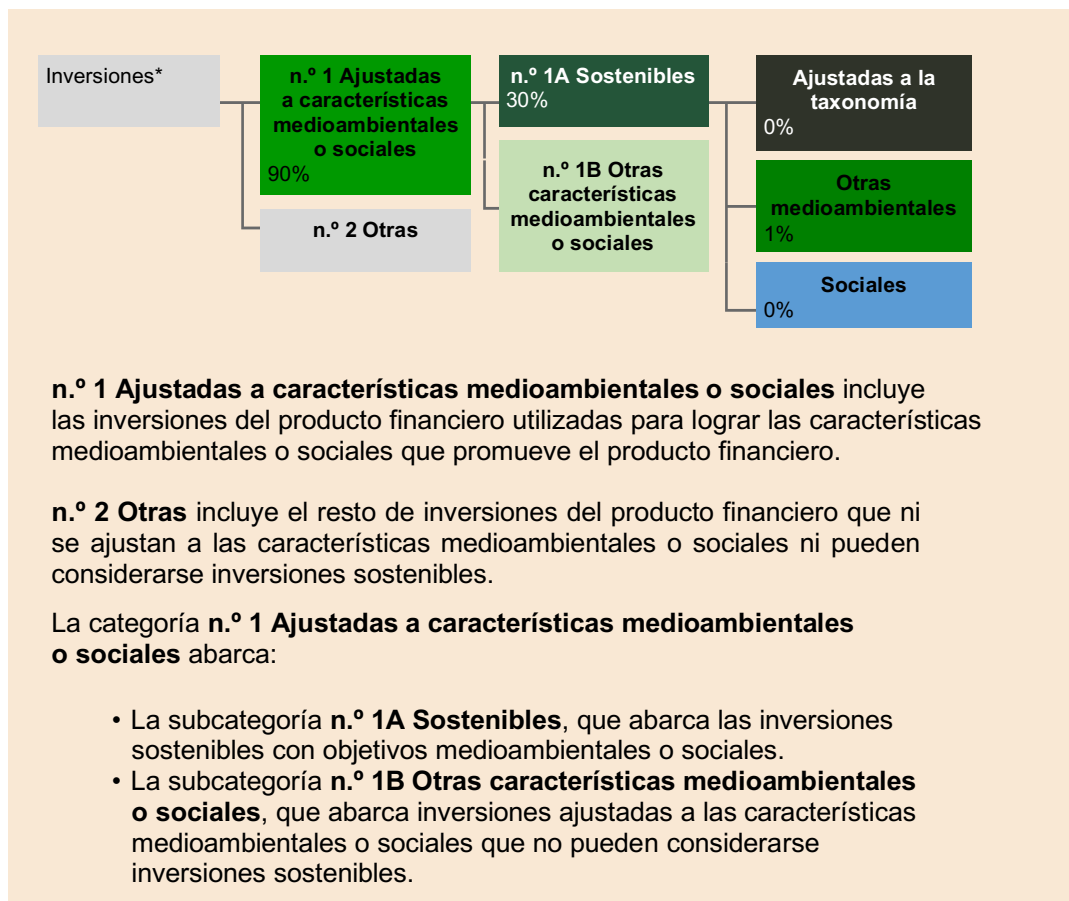 Inversiones*
n.º 1 Ajustadas
a características
medioambientales
o sociales
90%
n.º 2 Otras
n.º 1A Sostenibles
30%
n.º 1B Otras
características
medioambientales
o sociales
Ajustadas a la
taxonomía
0%
Otras
medioambientales
1%
Sociales
0%
n.º 1 Ajustadas a características medioambientales o sociales incluye
las inversiones del producto financiero utilizadas para lograr las características
medioambientales o sociales que promueve el producto financiero.
n.º 2 Otras incluye el resto de inversiones del producto financiero que ni
se ajustan a las características medioambientales o sociales ni pueden
considerarse inversiones sostenibles.
La categoría n.º 1 Ajustadas a características medioambientales
o sociales abarca:
• La subcategoría n.º 1A Sostenibles, que abarca las inversiones
sostenibles con objetivos medioambientales o sociales.
• La subcategoría n.º 1B Otras características medioambientales
o sociales, que abarca inversiones ajustadas a las características
medioambientales o sociales que no pueden considerarse
inversiones sostenibles.